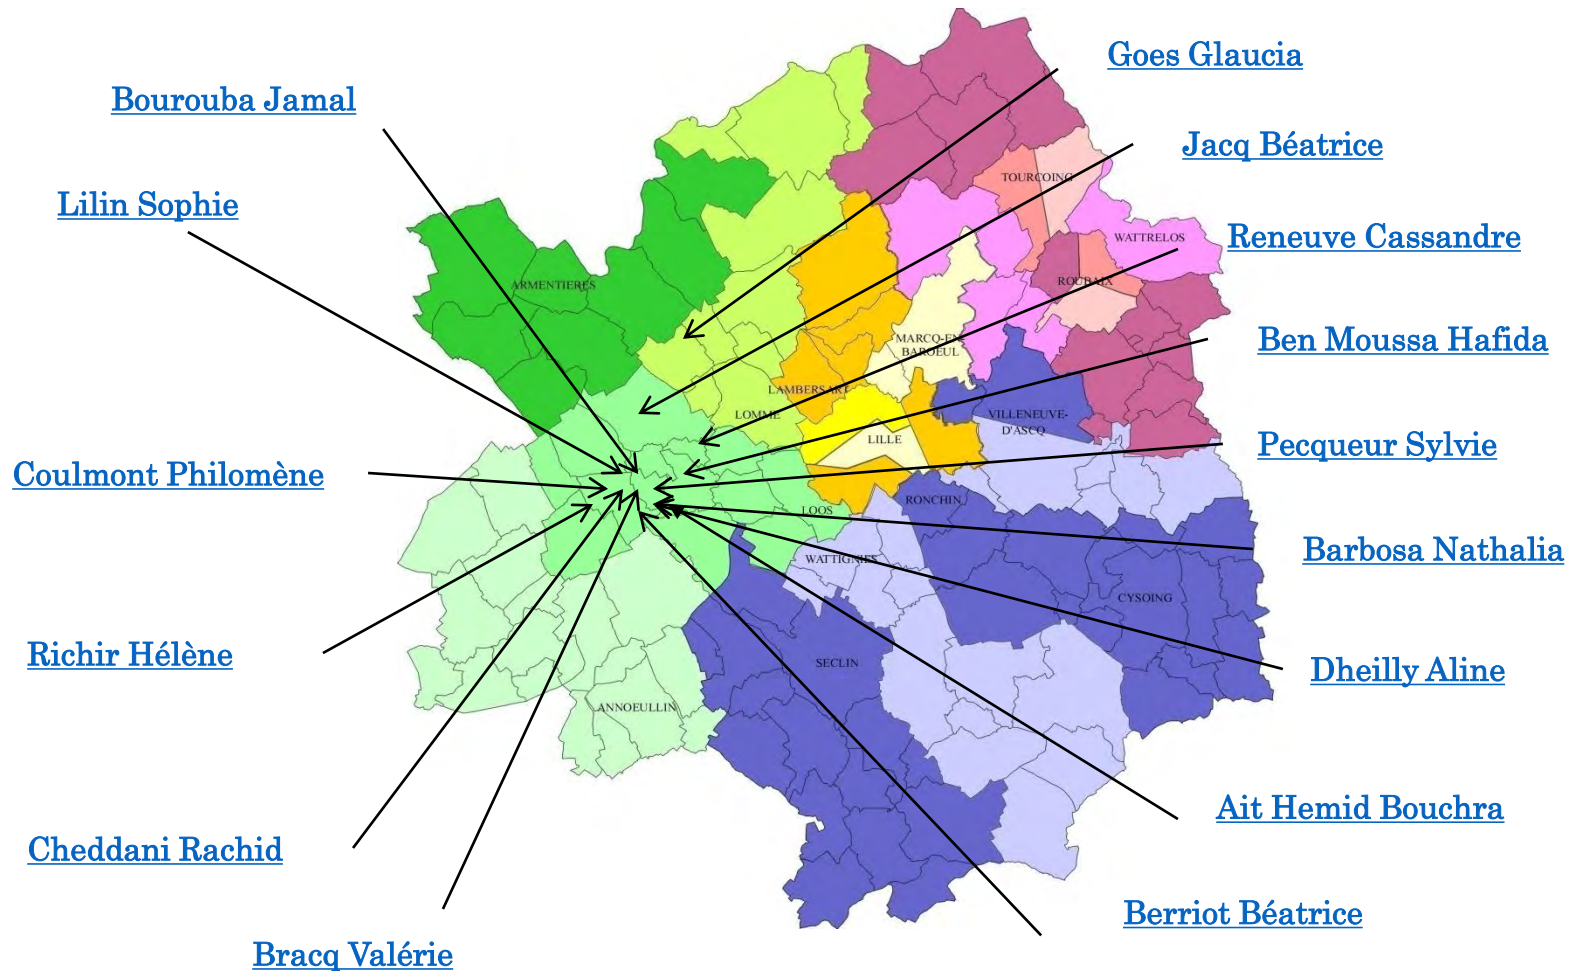 Goes Glaucia
Bourouba Jamal
Jacq Béatrice
TOURCOING
Lilin Sophie
WATTRELOS
Reneuve Cassandre
ARMENTIERES
ROUBAIX
MARCQ-EN-
BAROEUL
Ben Moussa Hafida
LAMBERSART
LOMME
VILLENEUVE-
D'ASCQ
LILLE
Pecqueur Sylvie
Coulmont Philomène
RONCHIN
LOOS
WATTIGNIES
Barbosa Nathalia
CYSOING
Richir Hélène
SECLIN
Dheilly Aline
ANNOEULLIN
Ait Hemid Bouchra
Cheddani Rachid
Berriot Béatrice
Bracq Valérie